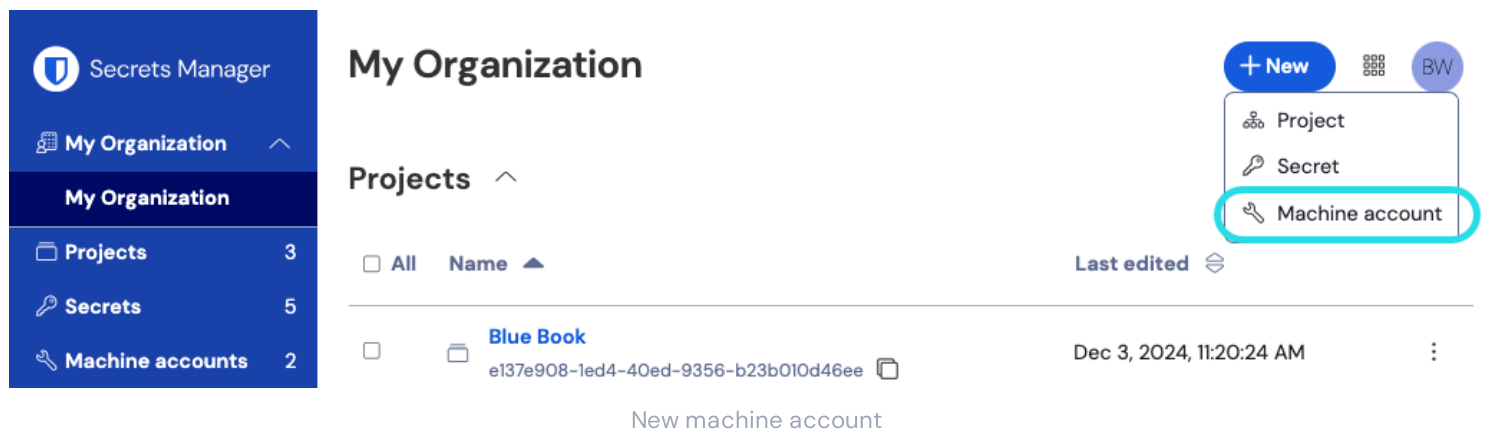 Secrets Manager
My Organization
My Organization
Projects 3
Secrets 5
Machine accounts 2
My Organization
+ New
BW
Project
Secret
Machine account
Projects
All Name Last edited
Blue Book
e137e908-1ed4-40ed-9356-b23b010d46ee
Dec 3, 2024, 11:20:24 AM
New machine account